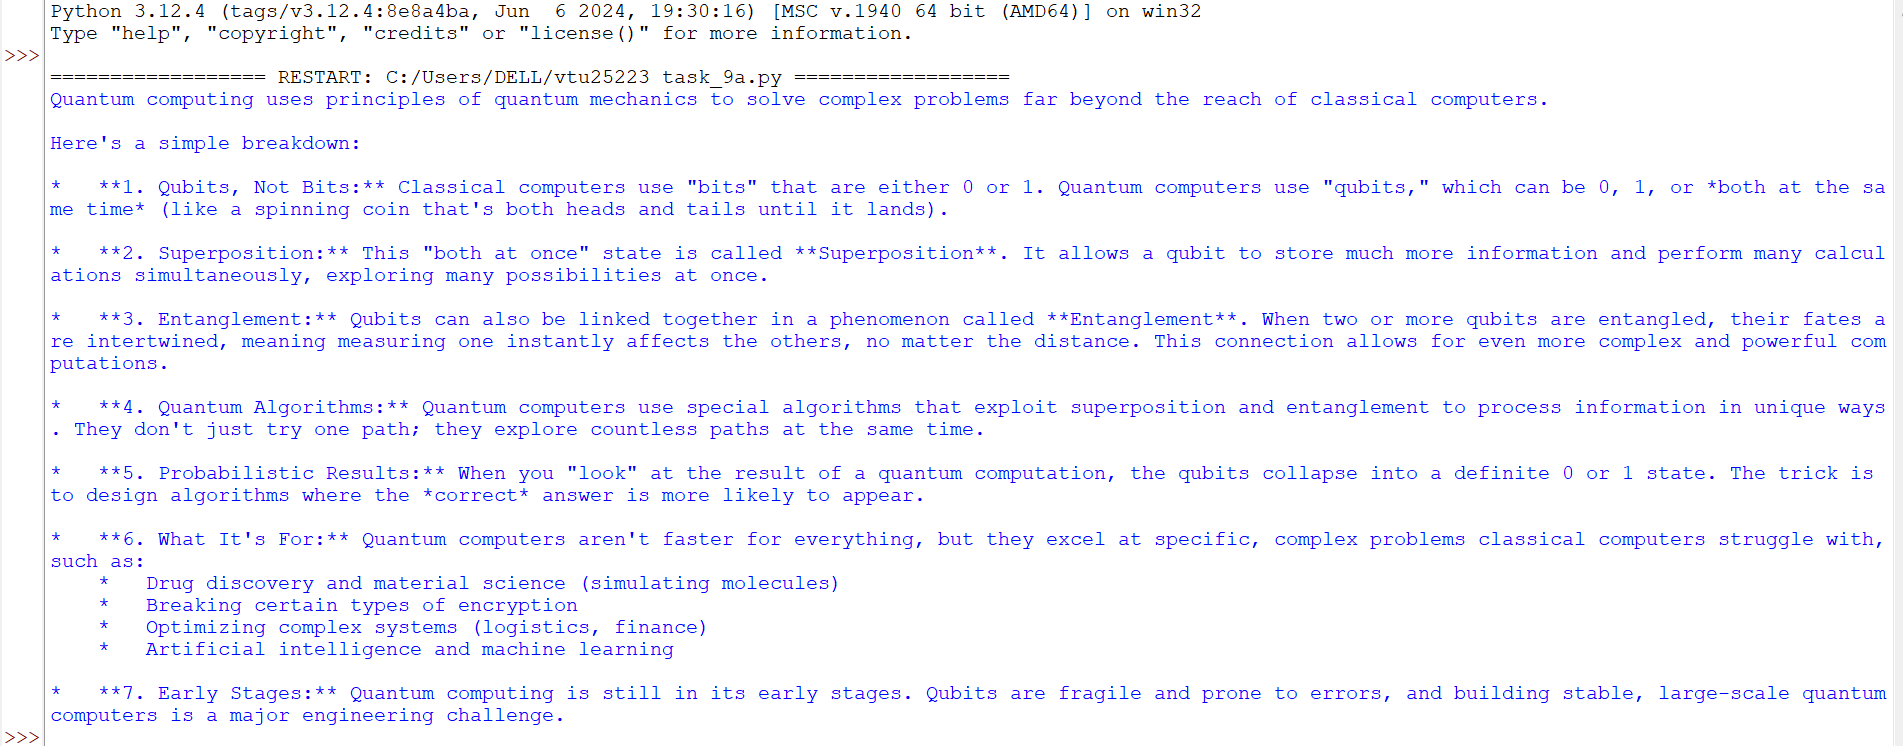 Python 3.12.4 (tags/v3.12.4:8e8a4ba, Jun  6 2024, 19:30:16) [MSC v.1940 64 bit (AMD64)] on win32
Type "help", "copyright", "credits" or "license()" for more information.
>>>
================== RESTART: C:/Users/DELL/vtu25223 task_9a.py ==================
Quantum computing uses principles of quantum mechanics to solve complex problems far beyond the reach of classical computers.

Here's a simple breakdown:

*   **1. Qubits, Not Bits:** Classical computers use "bits" that are either 0 or 1. Quantum computers use "qubits," which can be 0, 1, or *both at the sa
me time* (like a spinning coin that's both heads and tails until it lands).

*   **2. Superposition:** This "both at once" state is called **Superposition**. It allows a qubit to store much more information and perform many calcul
ations simultaneously, exploring many possibilities at once.

*   **3. Entanglement:** Qubits can also be linked together in a phenomenon called **Entanglement**. When two or more qubits are entangled, their fates a
re intertwined, meaning measuring one instantly affects the others, no matter the distance. This connection allows for even more complex and powerful com
putations.

*   **4. Quantum Algorithms:** Quantum computers use special algorithms that exploit superposition and entanglement to process information in unique ways
. They don't just try one path; they explore countless paths at the same time.

*   **5. Probabilistic Results:** When you "look" at the result of a quantum computation, the qubits collapse into a definite 0 or 1 state. The trick is
to design algorithms where the *correct* answer is more likely to appear.

*   **6. What It's For:** Quantum computers aren't faster for everything, but they excel at specific, complex problems classical computers struggle with,
such as:
    *   Drug discovery and material science (simulating molecules)
    *   Breaking certain types of encryption
    *   Optimizing complex systems (logistics, finance)
    *   Artificial intelligence and machine learning

*   **7. Early Stages:** Quantum computing is still in its early stages. Qubits are fragile and prone to errors, and building stable, large-scale quantum
computers is a major engineering challenge.
>>>